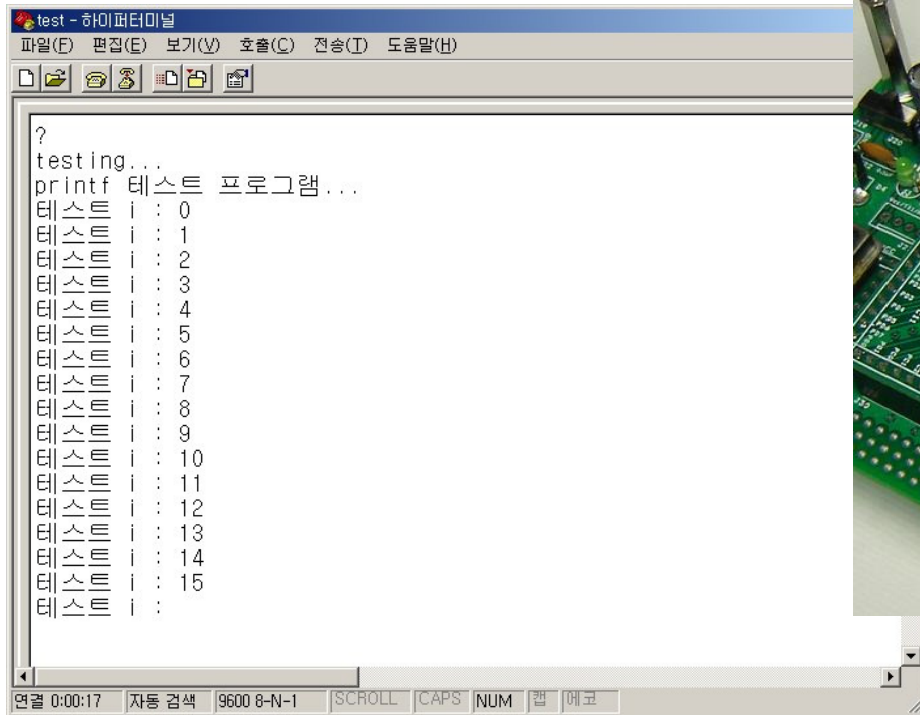 test - 하이퍼터미널
파일(F) 편집(E) 보기(V) 호출(C) 전송(T) 도움말(H)
?
testing...
printf 테스트 프로그램...
테스트 i : 0
테스트 i : 1
테스트 i : 2
테스트 i : 3
테스트 i : 4
테스트 i : 5
테스트 i : 6
테스트 i : 7
테스트 i : 8
테스트 i : 9
테스트 i : 10
테스트 i : 11
테스트 i : 12
테스트 i : 13
테스트 i : 14
테스트 i : 15
테스트 i :
연결 0:00:17 자동 검색 9600 8-N-1 SCROLL CAPS NUM 캡 에코